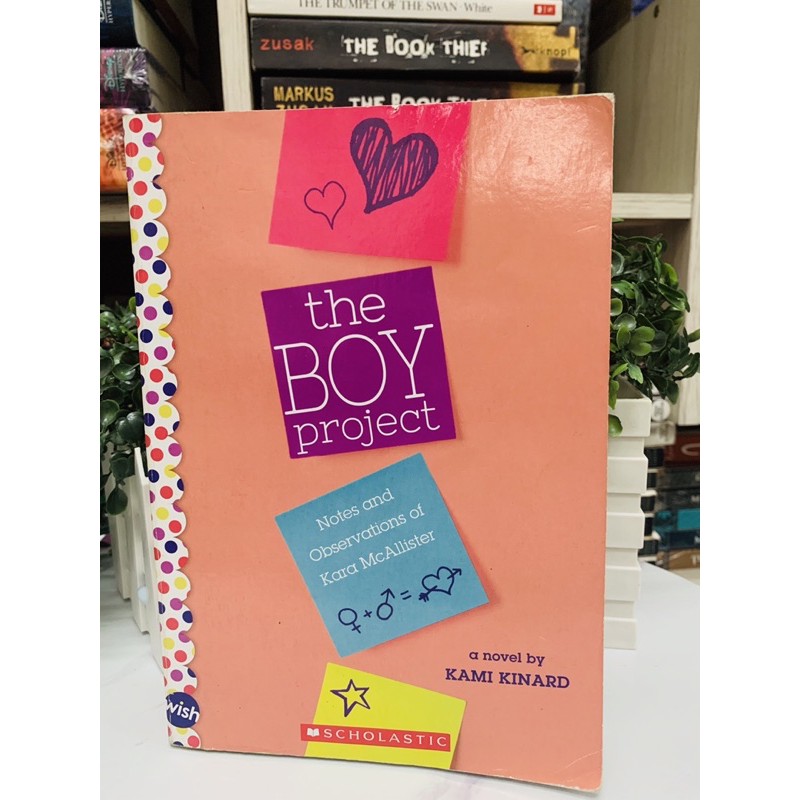 THE TRUMPET OF THE SWAN · White
zusak THE BOOK THIEF knopf
MARKUS THE BOOK THIEF
the
BOY
project
Notes and
Observations of
Kara McAllister
♀ + ♂ =
a novel by
KAMI KINARD
wish
SCHOLASTIC